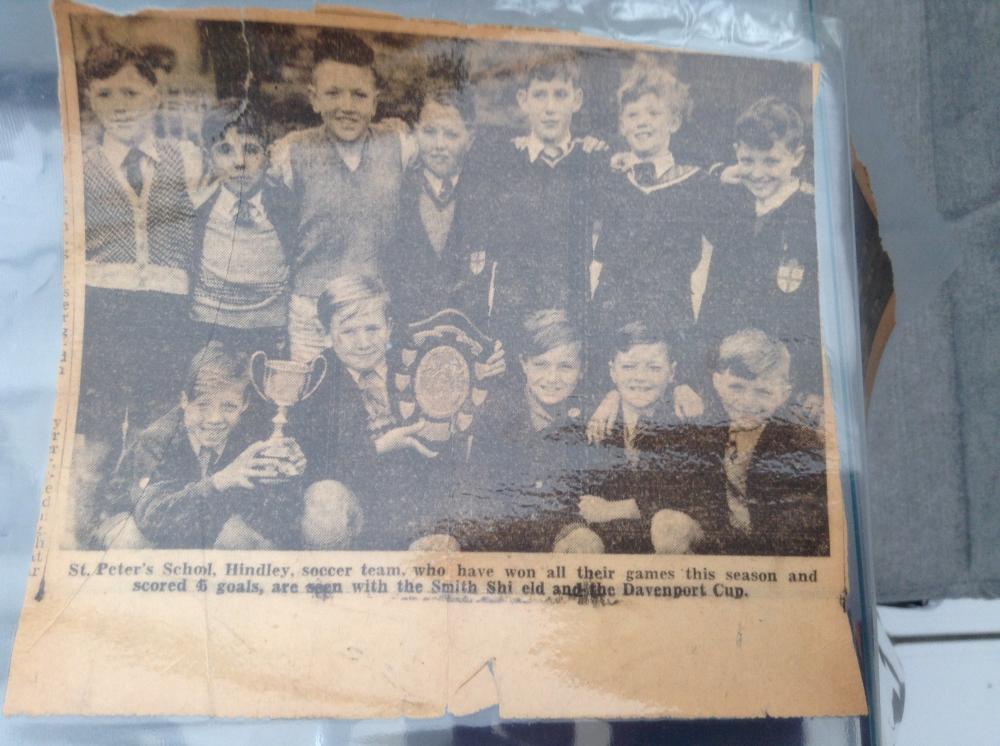 St. Peter's School, Hindley, soccer team, who have won all their games this season and
scored 45 goals, are seen with the Smith Shi eld and the Davenport Cup.